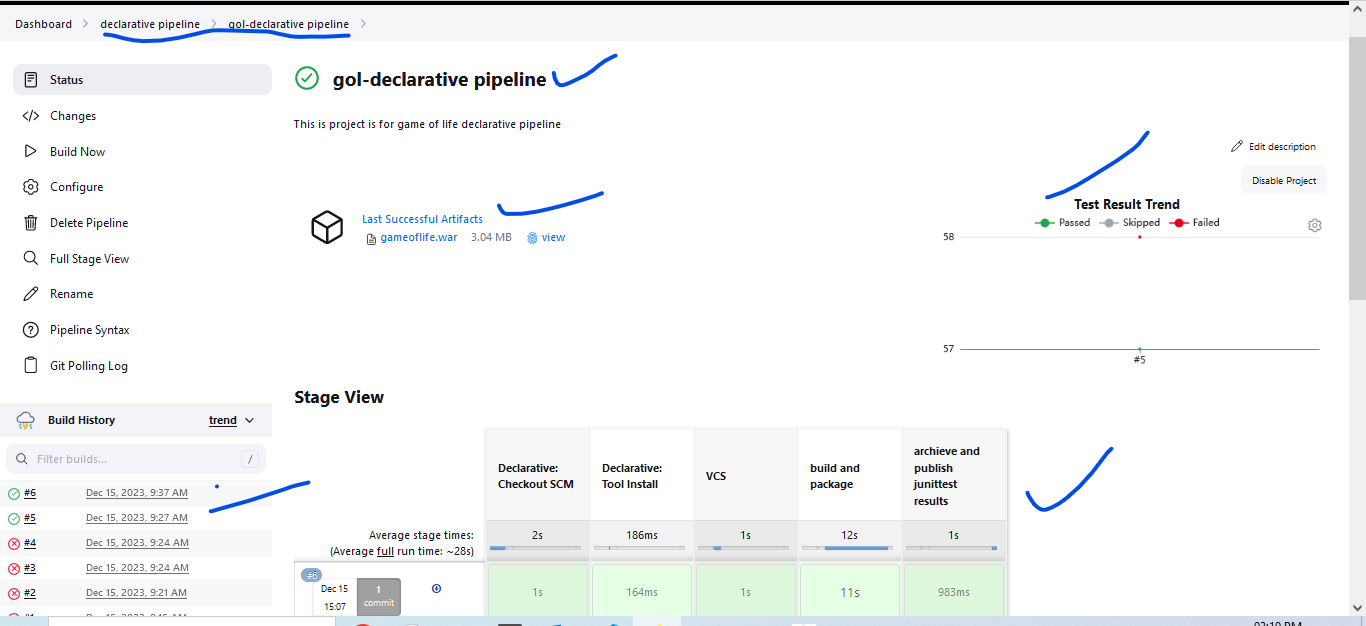 Dashboard > declarative pipeline > gol-declarative pipeline >
Status
Changes
Build Now
Configure
Delete Pipeline
Full Stage View
Rename
Pipeline Syntax
Git Polling Log
Build History trend
Filter builds... /
#6 Dec 15, 2023, 9:37 AM
#5 Dec 15, 2023, 9:27 AM
#4 Dec 15, 2023, 9:24 AM
#3 Dec 15, 2023, 9:24 AM
#2 Dec 15, 2023, 9:21 AM
gol-declarative pipeline
This is project is for game of life declarative pipeline
Edit description
Disable Project
Last Successful Artifacts
gameoflife.war 3.04 MB view
Test Result Trend
Passed Skipped Failed
58
57
#5
Stage View
Declarative: Checkout SCM
Declarative: Tool Install
VCS
build and package
archieve and publish junittest results
Average stage times: 2s 186ms 1s 12s 1s
(Average full run time: ~28s)
#6
Dec 15
15:07
1
commit
1s 164ms 1s 11s 983ms